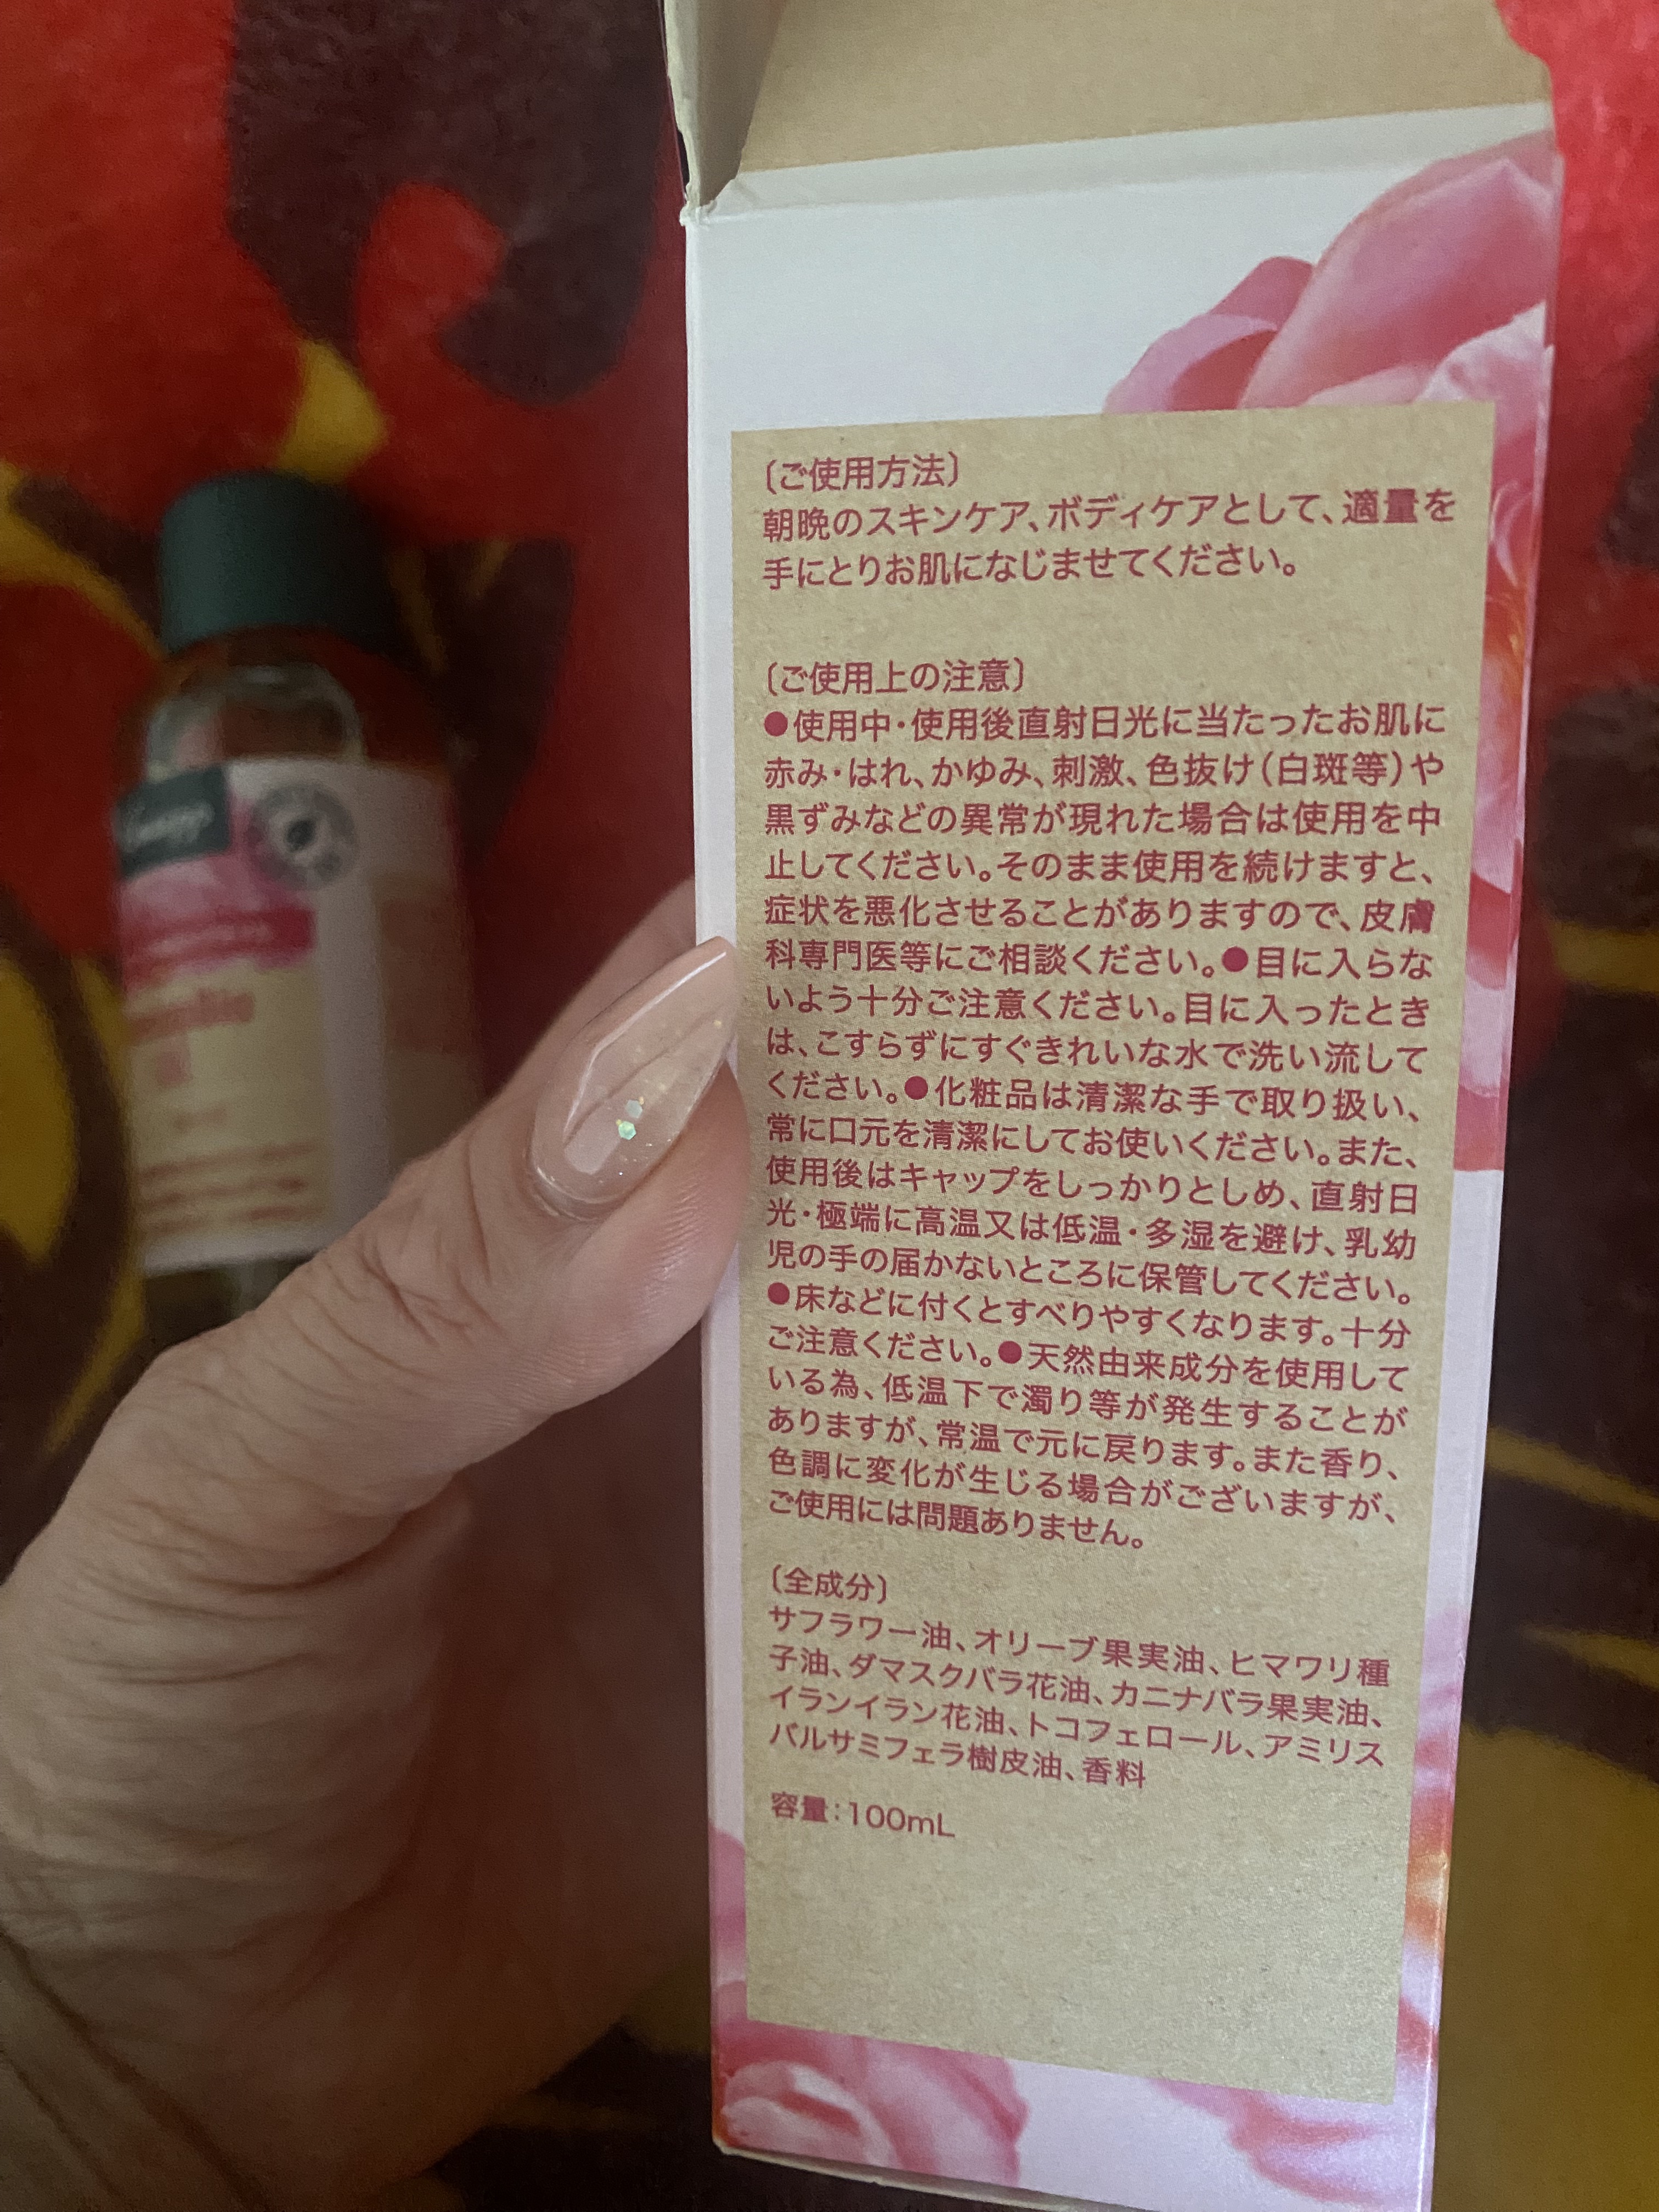 Kneipp
〔ご使用方法〕
朝晩のスキンケア、ボディケアとして、適量を
手にとりお肌になじませてください。
〔ご使用上の注意〕
●使用中・使用後直射日光に当たったお肌に
赤み・はれ、かゆみ、刺激、色抜け(白斑等)や
黒ずみなどの異常が現れた場合は使用を中
止してください。そのまま使用を続けますと、
症状を悪化させることがありますので、皮膚
科専門医等にご相談ください。●目に入らな
いよう十分ご注意ください。目に入ったとき
は、こすらずにすぐきれいな水で洗い流して
ください。●化粧品は清潔な手で取り扱い、
常に口元を清潔にしてお使いください。また、
使用後はキャップをしっかりとしめ、直射日
光・極端に高温又は低温・多湿を避け、乳幼
児の手の届かないところに保管してください。
●床などに付くとすべりやすくなります。十分
ご注意ください。●天然由来成分を使用して
いる為、低温下で濁り等が発生することが
ありますが、常温で元に戻ります。また香り、
色調に変化が生じる場合がございますが、
ご使用には問題ありません。
〔全成分〕
サフラワー油、オリーブ果実油、ヒマワリ種
子油、ダマスクバラ花油、カニナバラ果実油、
イランイラン花油、トコフェロール、アミリス
バルサミフェラ樹皮油、香料
容量:100mL